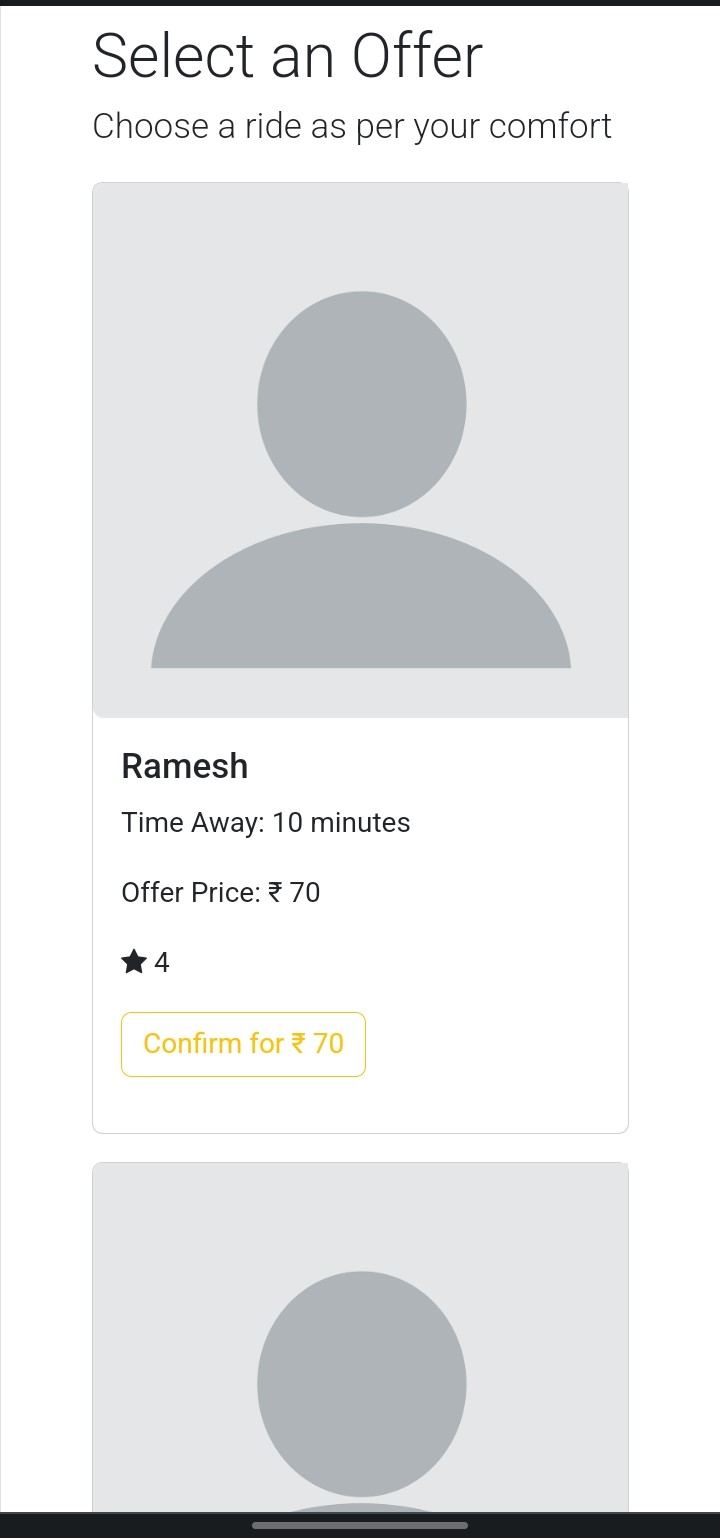 Select an Offer
Choose a ride as per your comfort
Ramesh
Time Away: 10 minutes
Offer Price: ₹ 70
★ 4
Confirm for ₹ 70